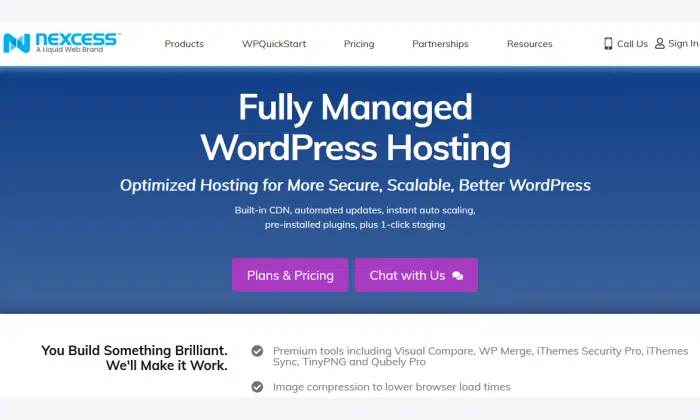 NEXCESS
A Liquid Web Brand
Products
WPQuickStart
Pricing
Partnerships
Resources
Call Us
Sign In
Fully Managed
WordPress Hosting
Optimized Hosting for More Secure, Scalable, Better WordPress
Built-in CDN, automated updates, instant auto scaling,
pre-installed plugins, plus 1-click staging
Plans & Pricing
Chat with Us
You Build Something Brilliant.
We'll Make it Work.
Premium tools including Visual Compare, WP Merge, iThemes Security Pro, iThemes
Sync, TinyPNG and Qubely Pro
Image compression to lower browser load times